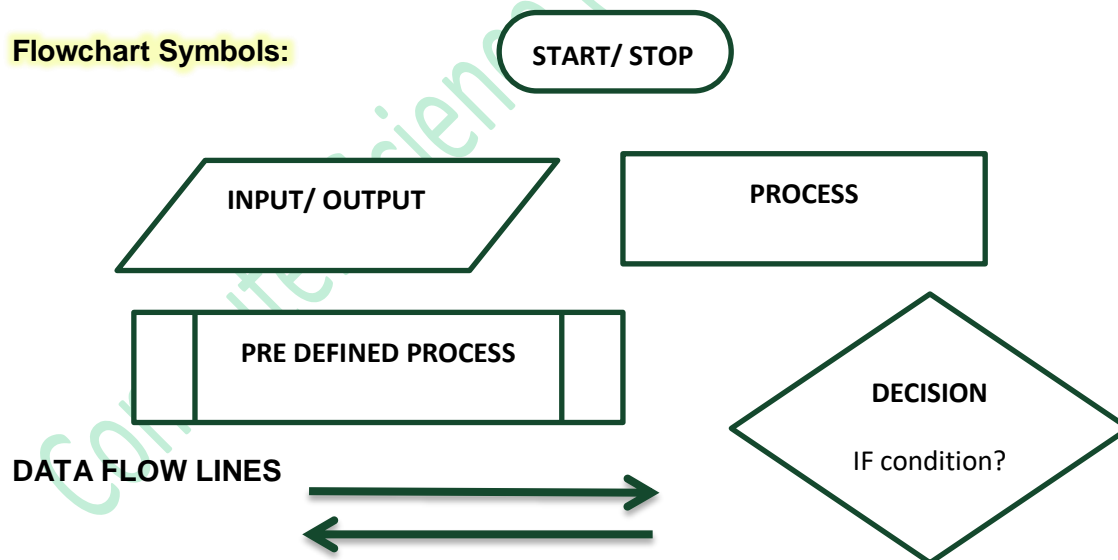 Flowchart Symbols:
START/ STOP
INPUT/ OUTPUT
PROCESS
PRE DEFINED PROCESS
DECISION
IF condition?
DATA FLOW LINES